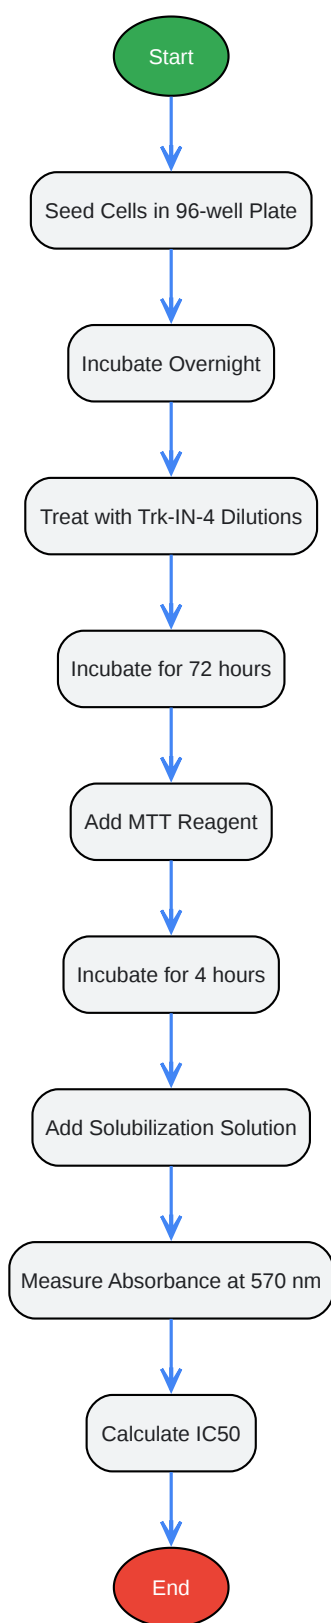 Start
Seed Cells in 96-well Plate
Incubate Overnight
Treat with Trk-IN-4 Dilutions
Incubate for 72 hours
Add MTT Reagent
Incubate for 4 hours
Add Solubilization Solution
Measure Absorbance at 570 nm
Calculate IC50
End